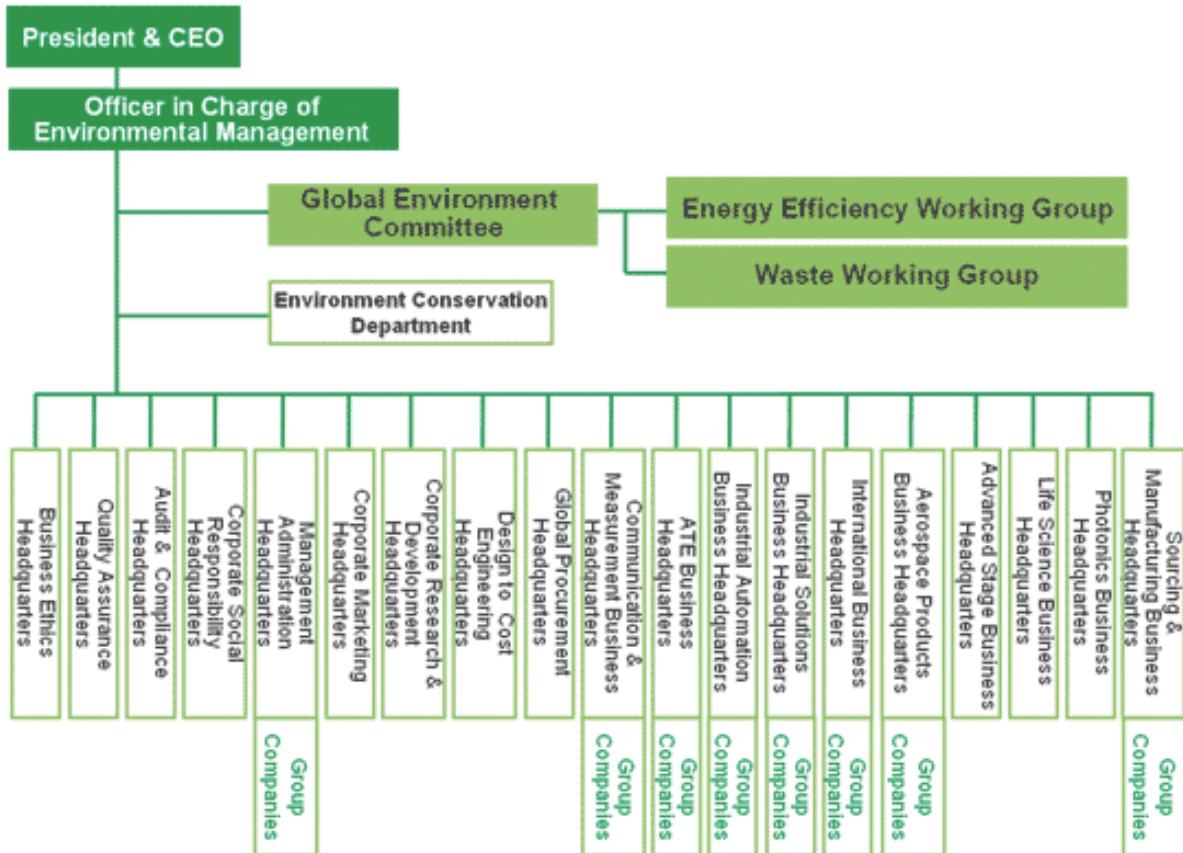 President & CEO
Officer in Charge of
Environmental Management
Global Environment
Committee
Energy Efficiency Working Group
Waste Working Group
Environment Conservation
Department
Business Ethics
Headquarters
Quality Assurance
Headquarters
Audit & Compliance
Headquarters
Corporate Social
Responsibility
Headquarters
Management
Administration
Headquarters
Group
Companies
Corporate Marketing
Headquarters
Corporate Research &
Development
Headquarters
Design to Cost
Engineering
Headquarters
Global Procurement
Headquarters
Communication &
Measurement Business
Headquarters
Group
Companies
ATE Business
Headquarters
Group
Companies
Industrial Automation
Business Headquarters
Group
Companies
Industrial Solutions
Business Headquarters
Group
Companies
International Business
Headquarters
Group
Companies
Aerospace Products
Business Headquarters
Group
Companies
Advanced Stage Business
Headquarters
Life Science Business
Headquarters
Photonics Business
Headquarters
Sourcing &
Manufacturing Business
Headquarters
Group
Companies